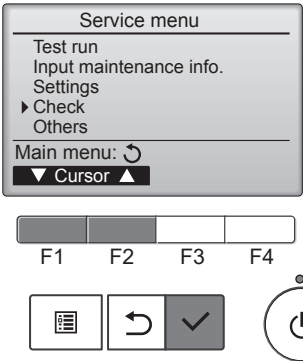 Service menu
Test run
Input maintenance info.
Settings
Check
Others
Main menu:
Cursor
F1 F2 F3 F4